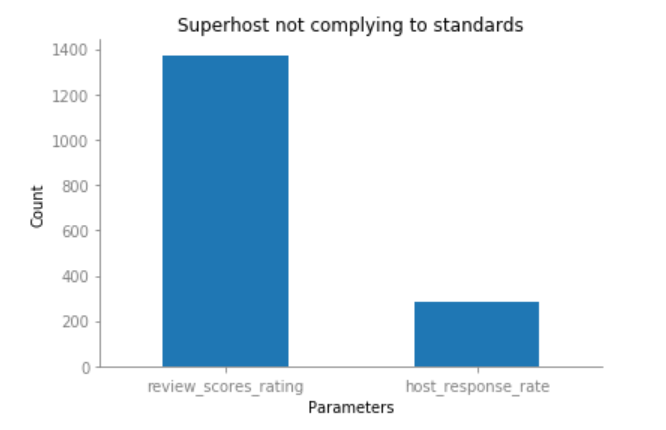 Superhost not complying to standards
1400
1200
1000
800
600
400
200
0
Count
review_scores_rating host_response_rate
Parameters